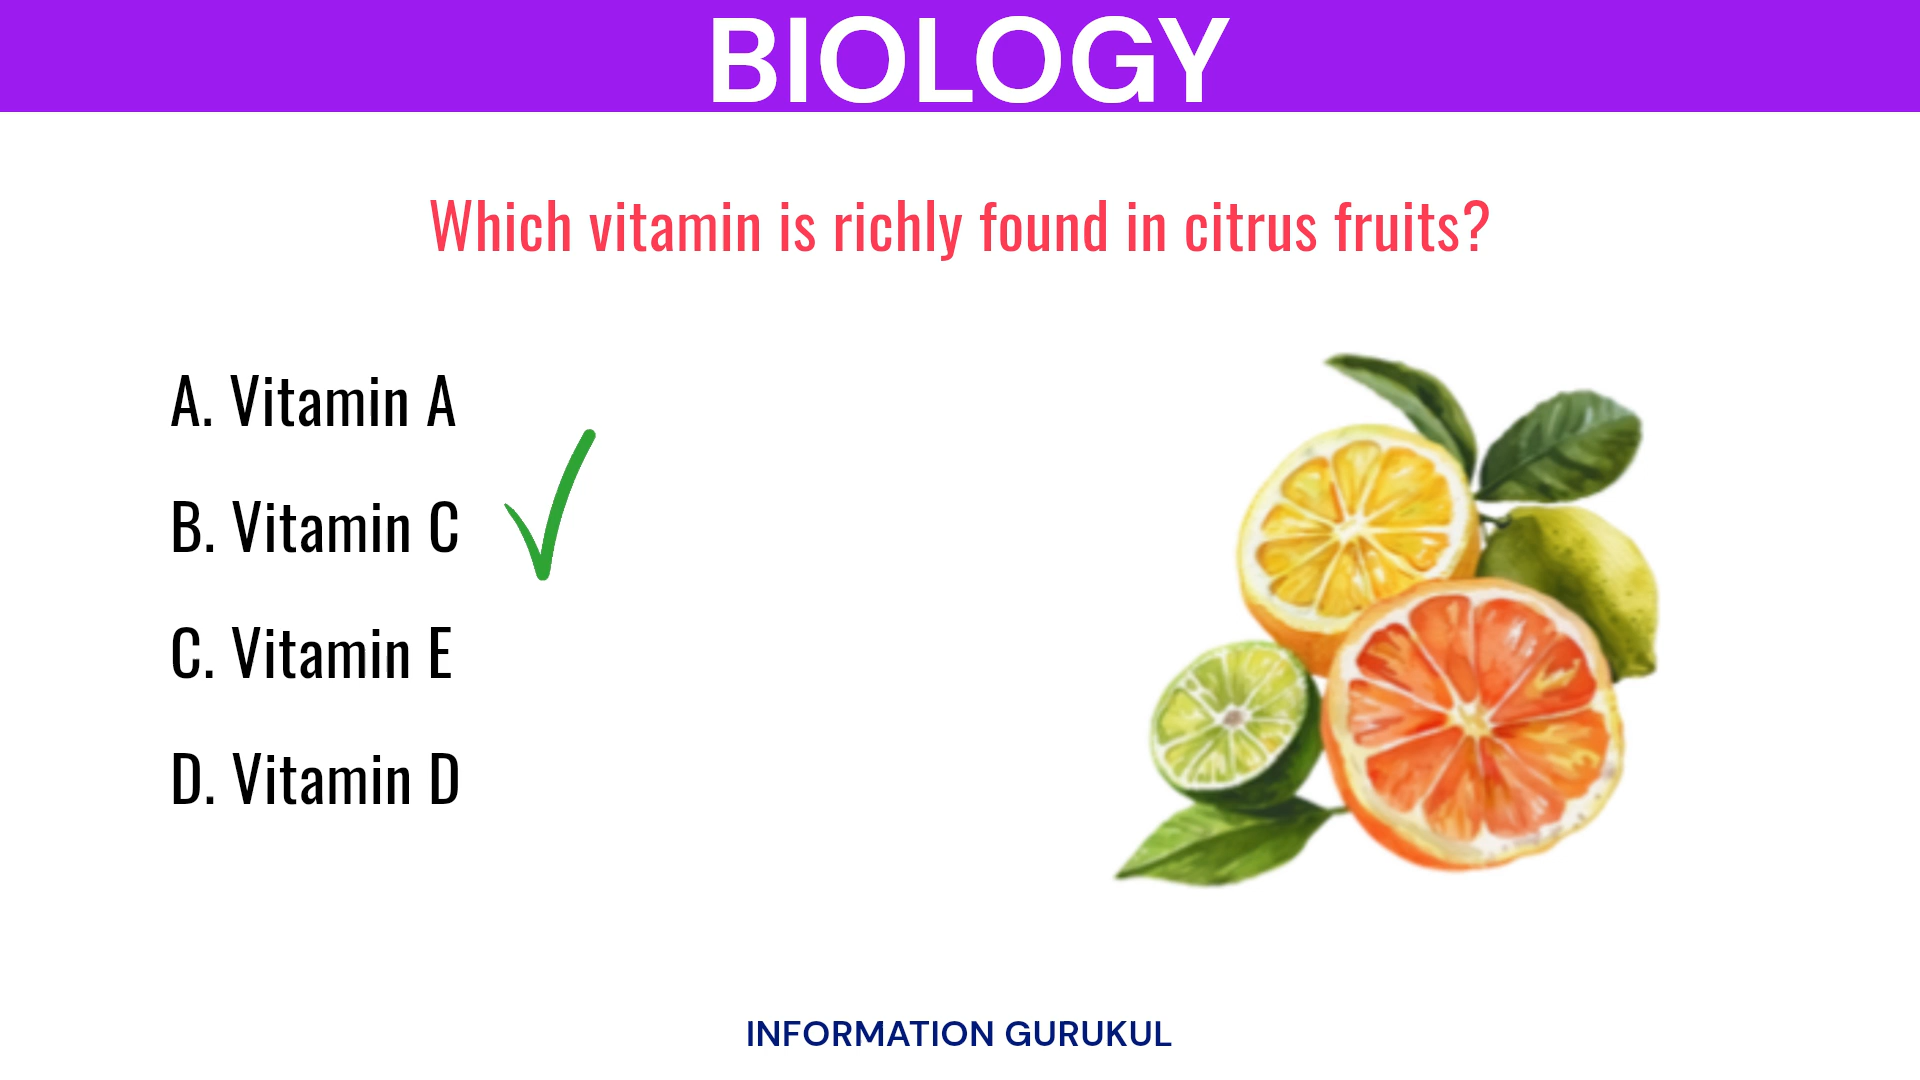 BIOLOGY
Which vitamin is richly found in citrus fruits?
A. Vitamin A
B. Vitamin C
C. Vitamin E
D. Vitamin D
INFORMATION GURUKUL